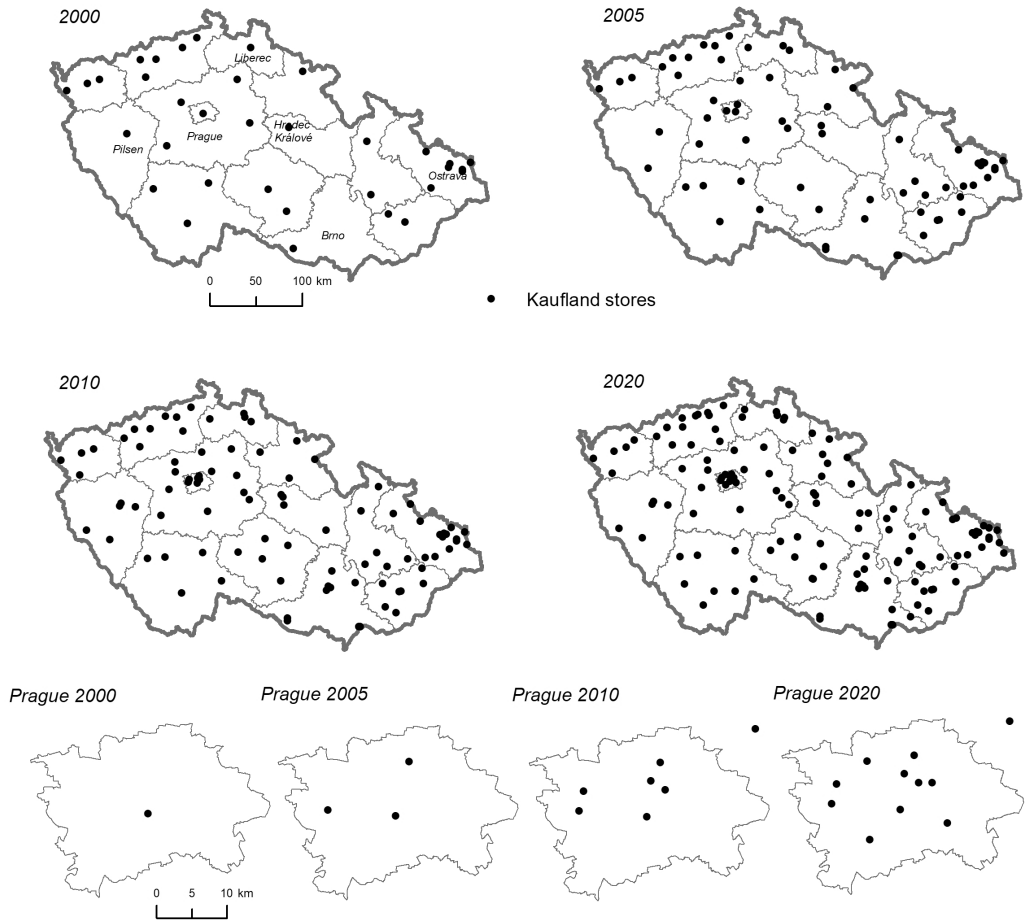 2000
2005
Liberec
Hradec
Králové
Prague
Pilsen
Ostrava
Brno
0 50 100 km
Kaufland stores
2010
2020
Prague 2000
Prague 2005
Prague 2010
Prague 2020
0 5 10 km